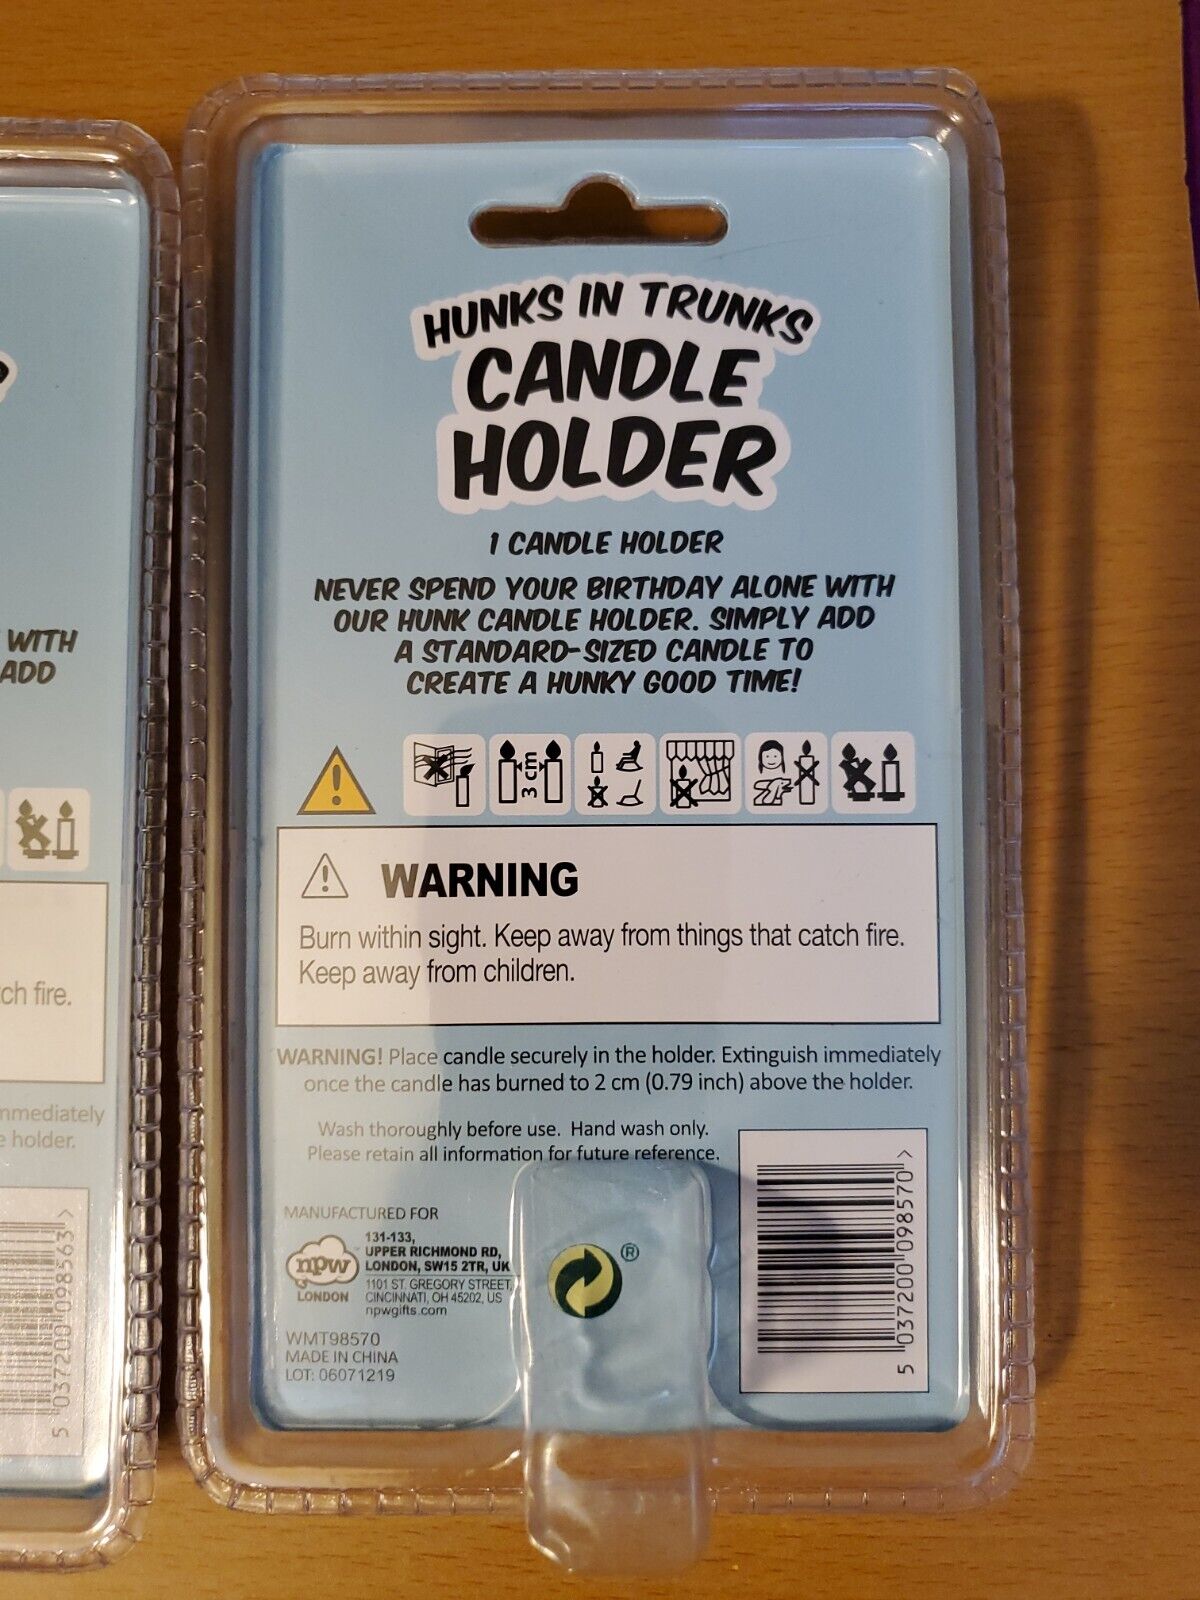 HUNKS IN TRUNKS
CANDLE
HOLDER
1 CANDLE HOLDER
NEVER SPEND YOUR BIRTHDAY ALONE WITH
OUR HUNK CANDLE HOLDER. SIMPLY ADD
A STANDARD-SIZED CANDLE TO
CREATE A HUNKY GOOD TIME!
3 cm
WARNING
Burn within sight. Keep away from things that catch fire.
Keep away from children.
WARNING! Place candle securely in the holder. Extinguish immediately
once the candle has burned to 2 cm (0.79 inch) above the holder.
Wash thoroughly before use. Hand wash only.
Please retain all information for future reference.
MANUFACTURED FOR
npw
LONDON
131-133,
UPPER RICHMOND RD,
LONDON, SW15 2TR, UK
1101 ST. GREGORY STREET,
CINCINNATI, OH 45202, US
npwgifts.com
WMT98570
MADE IN CHINA
LOT: 06071219
®
5 037200 098570 >
WITH
ADD
ch fire.
mmediately
holder.
5 037200 098563 >